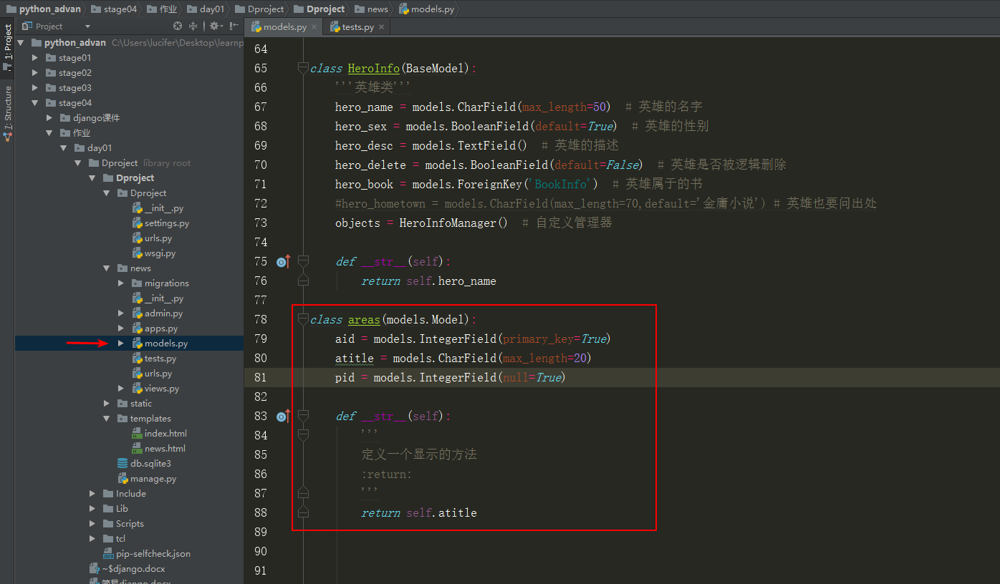 python_advan stage04 作业 day01 Dproject Dproject news models.py
Project
models.py × tests.py ×
1: Project
7: Structure
python_advan C:\Users\lucifer\Desktop\learnp
stage01
stage02
stage03
stage04
django课件
作业
day01
Dproject library root
Dproject
Dproject
__init__.py
settings.py
urls.py
wsgi.py
news
migrations
__init__.py
admin.py
apps.py
models.py
tests.py
urls.py
views.py
static
templates
index.html
news.html
db.sqlite3
manage.py
Include
Lib
Scripts
tcl
pip-selfcheck.json
~$django.docx
简易django.docx
64
65 class HeroInfo(BaseModel):
66 '''英雄类'''
67 hero_name = models.CharField(max_length=50) # 英雄的名字
68 hero_sex = models.BooleanField(default=True) # 英雄的性别
69 hero_desc = models.TextField() # 英雄的描述
70 hero_delete = models.BooleanField(default=False) # 英雄是否被逻辑删除
71 hero_book = models.ForeignKey('BookInfo') # 英雄属于的书
72 #hero_hometown = models.CharField(max_length=70,default='金庸小说') # 英雄也要问出处
73 objects = HeroInfoManager() # 自定义管理器
74
75 def __str__(self):
76 return self.hero_name
77
78 class areas(models.Model):
79 aid = models.IntegerField(primary_key=True)
80 atitle = models.CharField(max_length=20)
81 pid = models.IntegerField(null=True)
82
83 def __str__(self):
84 '''
85 定义一个显示的方法
86 :return:
87 '''
88 return self.atitle
89
90
91